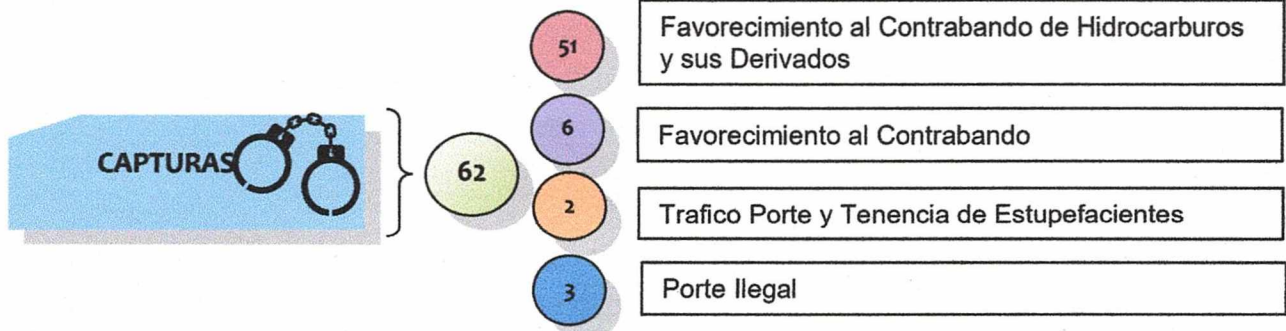 CAPTURAS
62
51
Favorecimiento al Contrabando de Hidrocarburos
y sus Derivados
6
Favorecimiento al Contrabando
2
Trafico Porte y Tenencia de Estupefacientes
3
Porte Ilegal